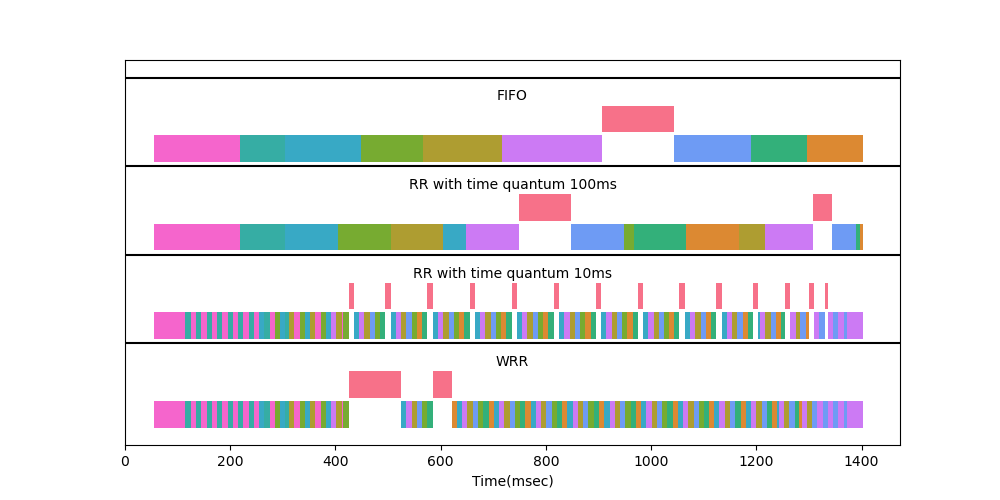 FIFO
RR with time quantum 100ms
RR with time quantum 10ms
WRR
0 200 400 600 800 1000 1200 1400
Time(msec)